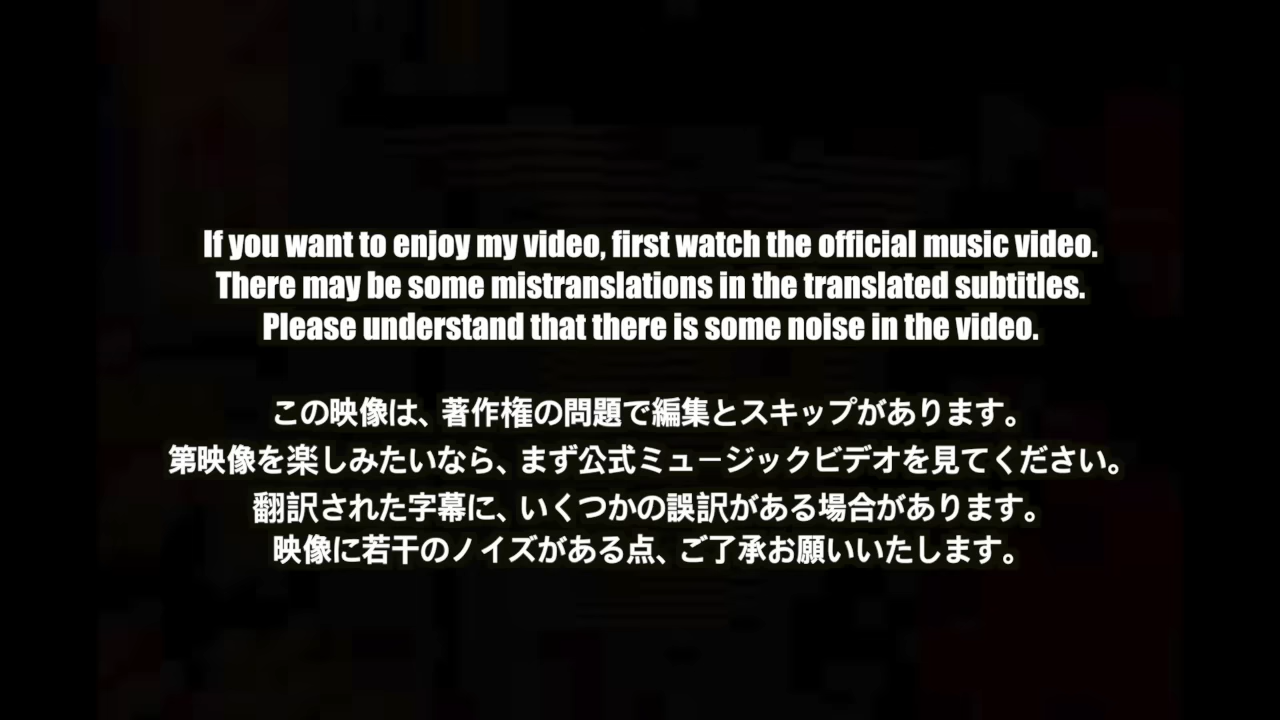 If you want to enjoy my video, first watch the official music video.
There may be some mistranslations in the translated subtitles.
Please understand that there is some noise in the video.
この映像は、著作権の問題で編集とスキップがあります。
第映像を楽しみたいなら、まず公式ミュージックビデオを見てください。
翻訳された字幕に、いくつかの誤訳がある場合があります。
映像に若干のノイズがある点、ご了承お願いいたします。